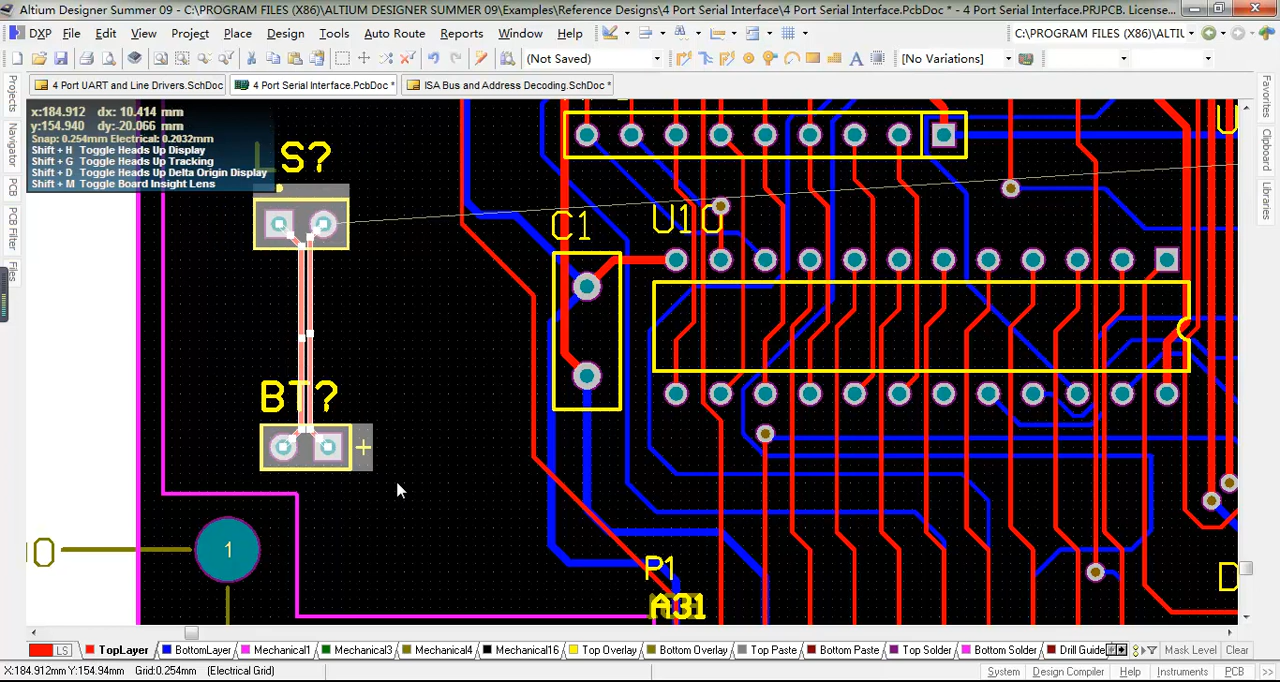 Altium Designer Summer 09 - C:\PROGRAM FILES (X86)\ALTIUM DESIGNER SUMMER 09\Examples\Reference Designs\4 Port Serial Interface\4 Port Serial Interface.PcbDoc * - 4 Port Serial Interface.PRJPCB. License...
DXP File Edit View Project Place Design Tools Auto Route Reports Window Help C:\PROGRAM FILES (X86)\ALTIL
(Not Saved) A [No Variations]
4 Port UART and Line Drivers.SchDoc 4 Port Serial Interface.PcbDoc * ISA Bus and Address Decoding.SchDoc *
Projects
Navigator
PCB
PCB Filter
Files
Favorites
Clipboard
Libraries
x:184.912 dx: 10.414 mm
y:154.940 dy:-20.066 mm
Snap: 0.254mm Electrical: 0.2032mm
Shift + H Toggle Heads Up Display
Shift + G Toggle Heads Up Tracking
Shift + D Toggle Heads Up Delta Origin Display
Shift + M Toggle Board Insight Lens
LS?
C1
U10
U
BT?
+
1
0
P1
A31
D
LS TopLayer BottomLayer Mechanical1 Mechanical3 Mechanical4 Mechanical16 Top Overlay Bottom Overlay Top Paste Bottom Paste Top Solder Bottom Solder Drill Guide Mask Level Clear
X:184.912mm Y:154.94mm Grid:0.254mm (Electrical Grid) System Design Compiler Help Instruments PCB >>